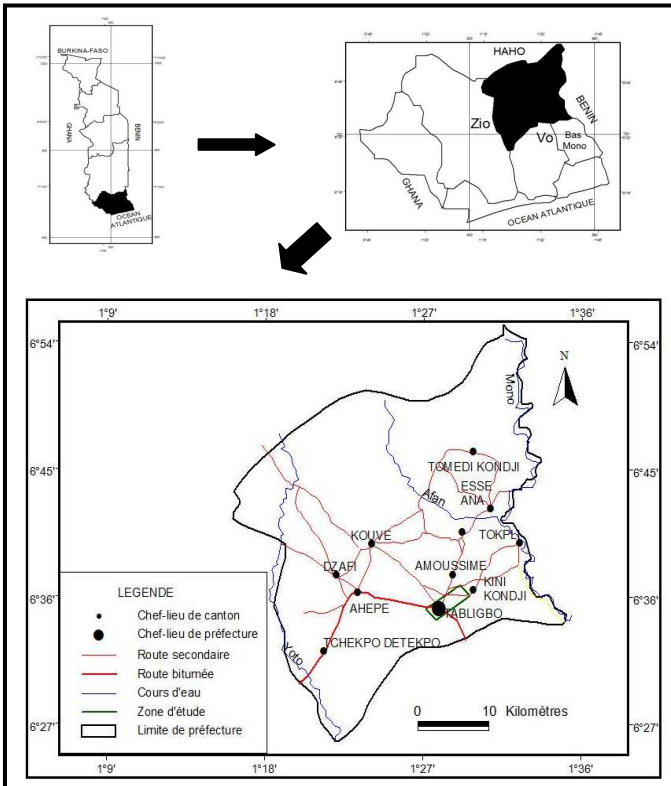 BURKINA-FASO
GHANA
BENIN
OCEAN
ATLANTIQUE
HAHO
Zio
Vo
Bas
Mono
BENIN
GHANA
OCEAN ATLANTIQUE
1°9' 1°18' 1°27' 1°36'
6°54' 6°54'
6°45' 6°45'
6°36' 6°36'
6°27' 6°27'
N
Mono
TOMEDI KONDJI
ESSE
ANA
Afan
KOUVE
TOKPL
DZAFI
AMOUSSIME
KINI
KONDJI
AHEPE
TABLIGBO
TCHEKPO DETEKPO
Yoto
LEGENDE
Chef-lieu de canton
Chef-lieu de préfecture
Route secondaire
Route bitumée
Cours d'eau
Zone d'étude
Limite de préfecture
0 10 Kilomètres
1°9' 1°18' 1°27' 1°36'